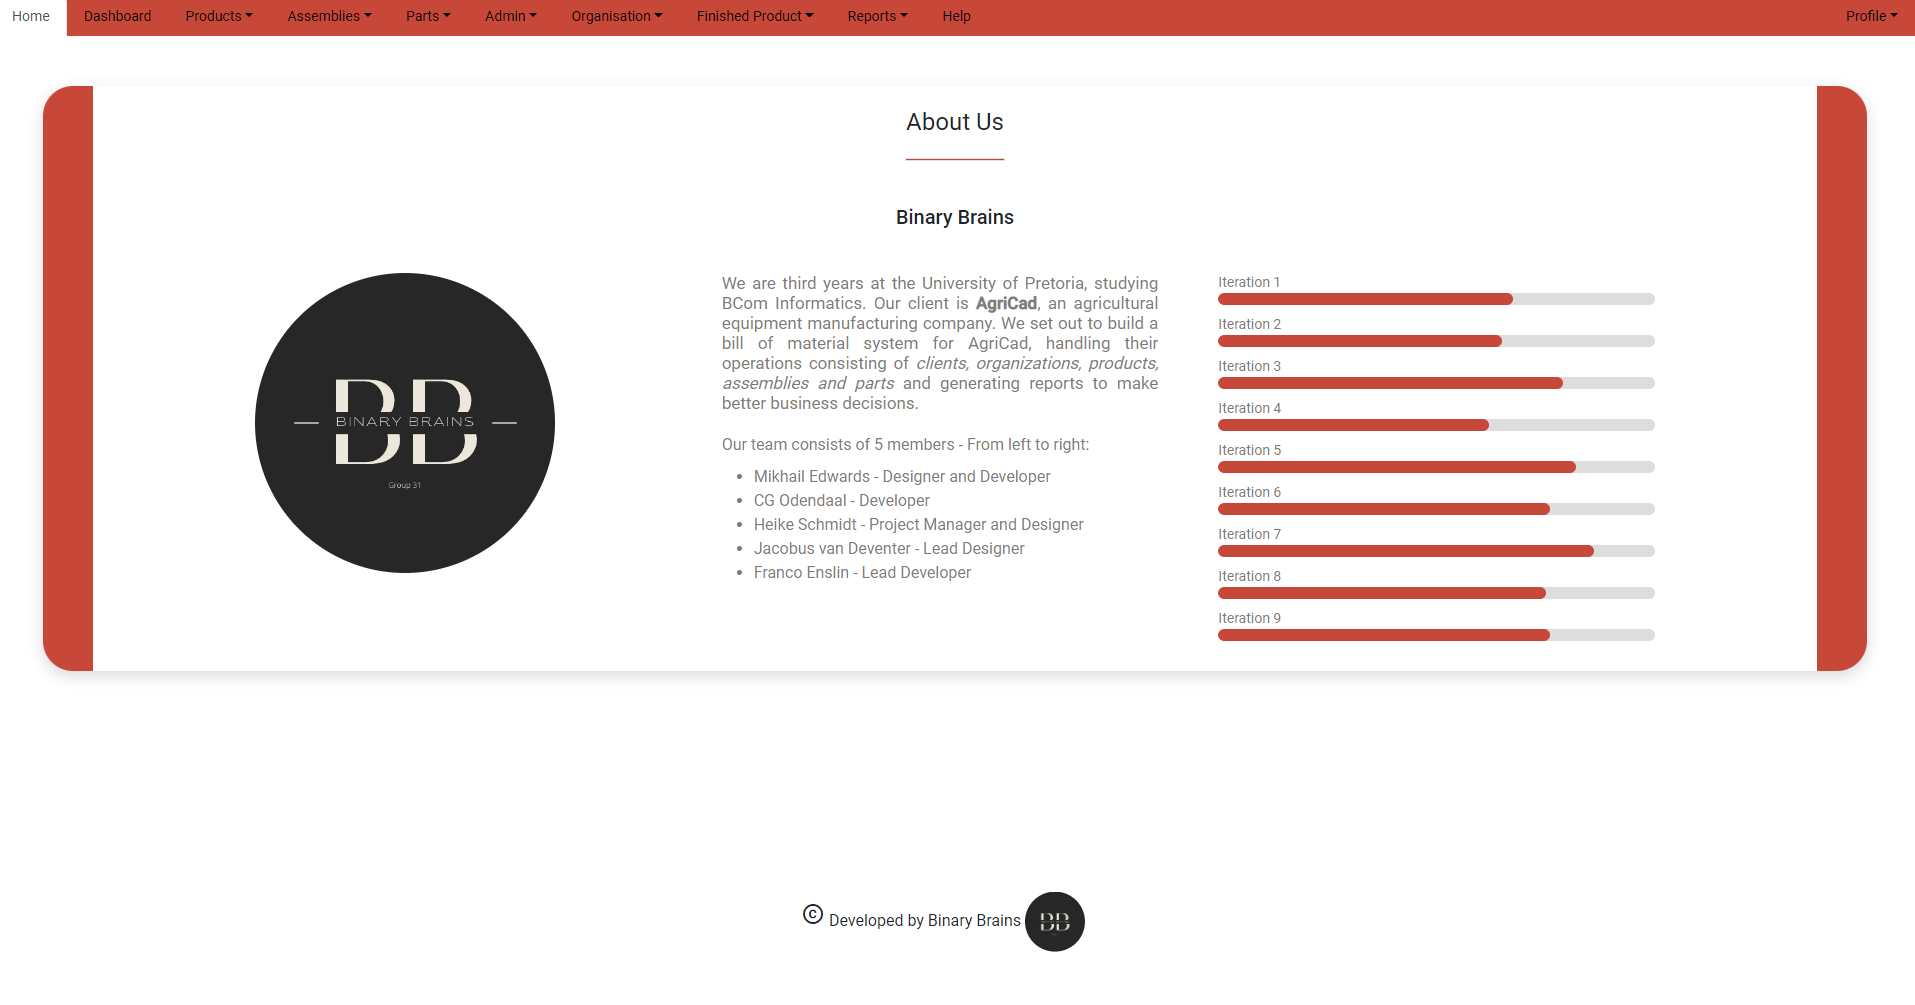 Home Dashboard Products Assemblies Parts Admin Organisation Finished Product Reports Help Profile
About Us
Binary Brains
BB
BINARY BRAINS
Group 31
We are third years at the University of Pretoria, studying
BCom Informatics. Our client is AgriCad, an agricultural
equipment manufacturing company. We set out to build a
bill of material system for AgriCad, handling their
operations consisting of clients, organizations, products,
assemblies and parts and generating reports to make
better business decisions.
Our team consists of 5 members - From left to right:
• Mikhail Edwards - Designer and Developer
• CG Odendaal - Developer
• Heike Schmidt - Project Manager and Designer
• Jacobus van Deventer - Lead Designer
• Franco Enslin - Lead Developer
Iteration 1
Iteration 2
Iteration 3
Iteration 4
Iteration 5
Iteration 6
Iteration 7
Iteration 8
Iteration 9
© Developed by Binary Brains BB